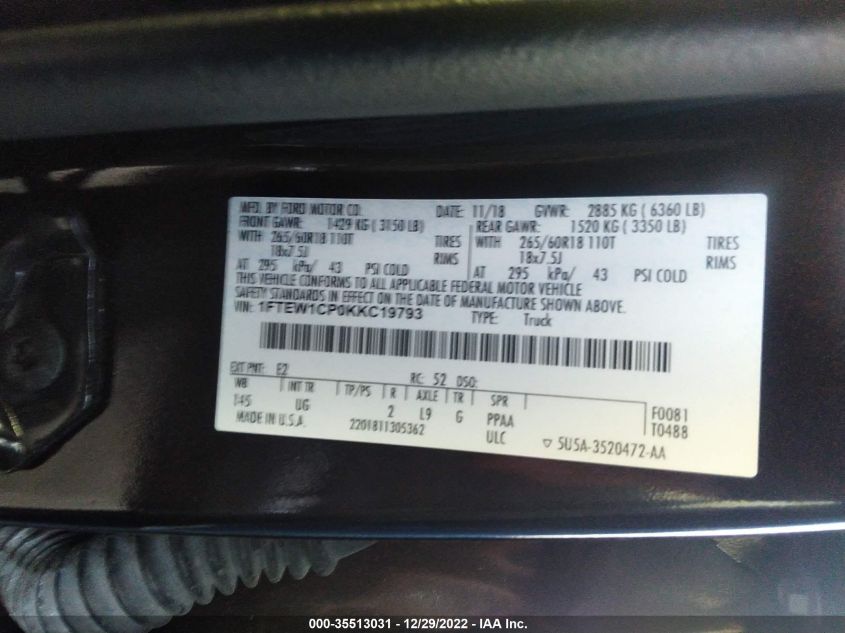 MFD. BY FORD MOTOR CO. DATE: 11/18 GVWR: 2885 KG ( 6360 LB)
FRONT GAWR: 1429 KG ( 3150 LB) REAR GAWR: 1520 KG ( 3350 LB)
WITH 265/60R18 110T TIRES WITH 265/60R18 110T TIRES
18x7.5J RIMS 18x7.5J RIMS
AT 295 kPa/ 43 PSI COLD AT 295 kPa/ 43 PSI COLD
THIS VEHICLE CONFORMS TO ALL APPLICABLE FEDERAL MOTOR VEHICLE
SAFETY STANDARDS IN EFFECT ON THE DATE OF MANUFACTURE SHOWN ABOVE.
VIN: 1FTEW1CP0KKC19793 TYPE: Truck
EXT PNT: E2 RC: 52 DSO:
WB INT TR TP/PS R AXLE TR SPR
145 UG 2 L9 G PPAA F0081
MADE IN U.S.A. 2201811305362 ULC T0488
5U5A-3520472-AA
000-35513031 - 12/29/2022 - IAA Inc.